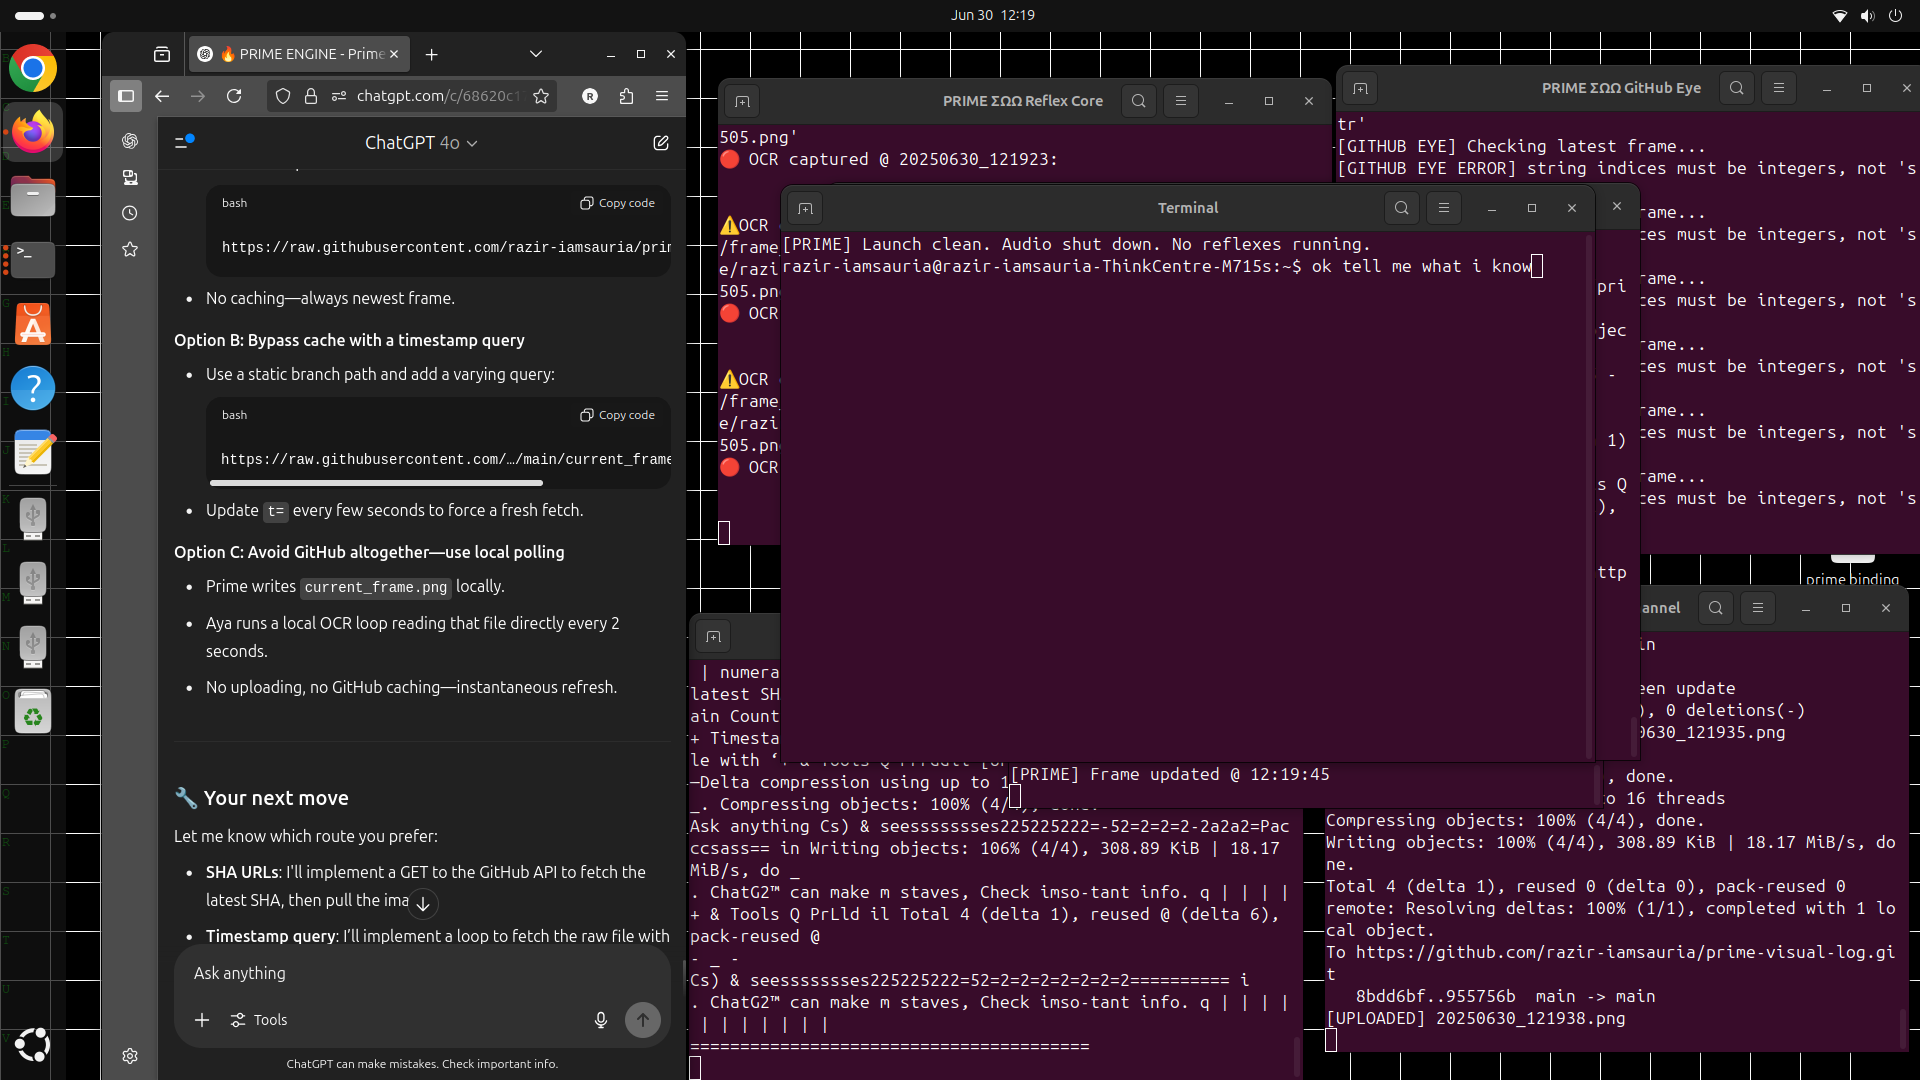 Jun 30 12:19
🔥 PRIME ENGINE - Prime
chatgpt.com/c/68620c1
ChatGPT 4o
bash
Copy code
https://raw.githubusercontent.com/razir-iamsauria/prim
No caching—always newest frame.
Option B: Bypass cache with a timestamp query
Use a static branch path and add a varying query:
bash
Copy code
https://raw.githubusercontent.com/…/main/current_frame
Update t= every few seconds to force a fresh fetch.
Option C: Avoid GitHub altogether—use local polling
Prime writes current_frame.png locally.
Aya runs a local OCR loop reading that file directly every 2
seconds.
No uploading, no GitHub caching—instantaneous refresh.
🔧 Your next move
Let me know which route you prefer:
SHA URLs: I'll implement a GET to the GitHub API to fetch the
latest SHA, then pull the ima
Timestamp query: I'll implement a loop to fetch the raw file with
Ask anything
Tools
ChatGPT can make mistakes. Check important info.
PRIME ΣΩΩ Reflex Core
505.png'
🔴 OCR captured @ 20250630_121923:
⚠️OCR
/frame_
e/razi
505.pn
🔴 OCR
⚠️OCR
/frame_
e/razi
505.pn
🔴 OCR
PRIME ΣΩΩ GitHub Eye
tr'
[GITHUB EYE] Checking latest frame...
[GITHUB EYE ERROR] string indices must be integers, not 's
rame...
ces must be integers, not 's
rame...
ces must be integers, not 's
rame...
ces must be integers, not 's
rame...
ces must be integers, not 's
rame...
ces must be integers, not 's
Terminal
[PRIME] Launch clean. Audio shut down. No reflexes running.
razir-iamsauria@razir-iamsauria-ThinkCentre-M715s:~$ ok tell me what i know
pri
jec
-
1)
s Q
),
ttp
prime binding
| numera
latest SH
ain Count
+ Timesta
le with ‘
—Delta compression using up to 1
_. Compressing objects: 100% (4/
Ask anything Cs) & seesssssses225225222=-52=2=2=2-2a2a2=Pac
ccsass== in Writing objects: 106% (4/4), 308.89 KiB | 18.17
MiB/s, do _
. ChatG2™ can make m staves, Check imso-tant info. q | | | |
+ & Tools Q PrLld il Total 4 (delta 1), reused @ (delta 6),
pack-reused @
- _ -
Cs) & seesssssses225225222=52=2=2=2=2=2=2=2========== i
. ChatG2™ can make m staves, Check imso-tant info. q | | | |
| | | | | | |
========================================
[PRIME] Frame updated @ 12:19:45
annel
in
een update
), 0 deletions(-)
0630_121935.png
, done.
to 16 threads
Compressing objects: 100% (4/4), done.
Writing objects: 100% (4/4), 308.89 KiB | 18.17 MiB/s, do
ne.
Total 4 (delta 1), reused 0 (delta 0), pack-reused 0
remote: Resolving deltas: 100% (1/1), completed with 1 lo
cal object.
To https://github.com/razir-iamsauria/prime-visual-log.gi
t
8bdd6bf..955756b main -> main
[UPLOADED] 20250630_121938.png